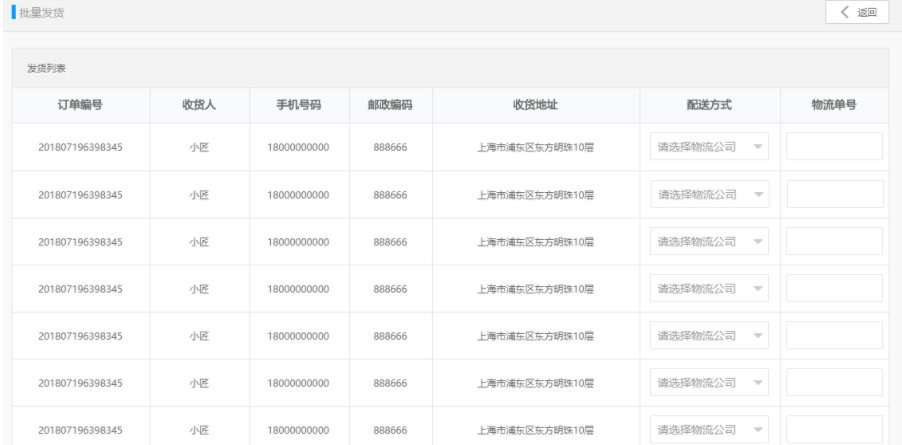 批量发货 返回
发货列表
订单编号 收货人 手机号码 邮政编码 收货地址 配送方式 物流单号
201807196398345 小匠 18000000000 888666 上海市浦东区东方明珠10层 请选择物流公司
201807196398345 小匠 18000000000 888666 上海市浦东区东方明珠10层 请选择物流公司
201807196398345 小匠 18000000000 888666 上海市浦东区东方明珠10层 请选择物流公司
201807196398345 小匠 18000000000 888666 上海市浦东区东方明珠10层 请选择物流公司
201807196398345 小匠 18000000000 888666 上海市浦东区东方明珠10层 请选择物流公司
201807196398345 小匠 18000000000 888666 上海市浦东区东方明珠10层 请选择物流公司
201807196398345 小匠 18000000000 888666 上海市浦东区东方明珠10层 请选择物流公司